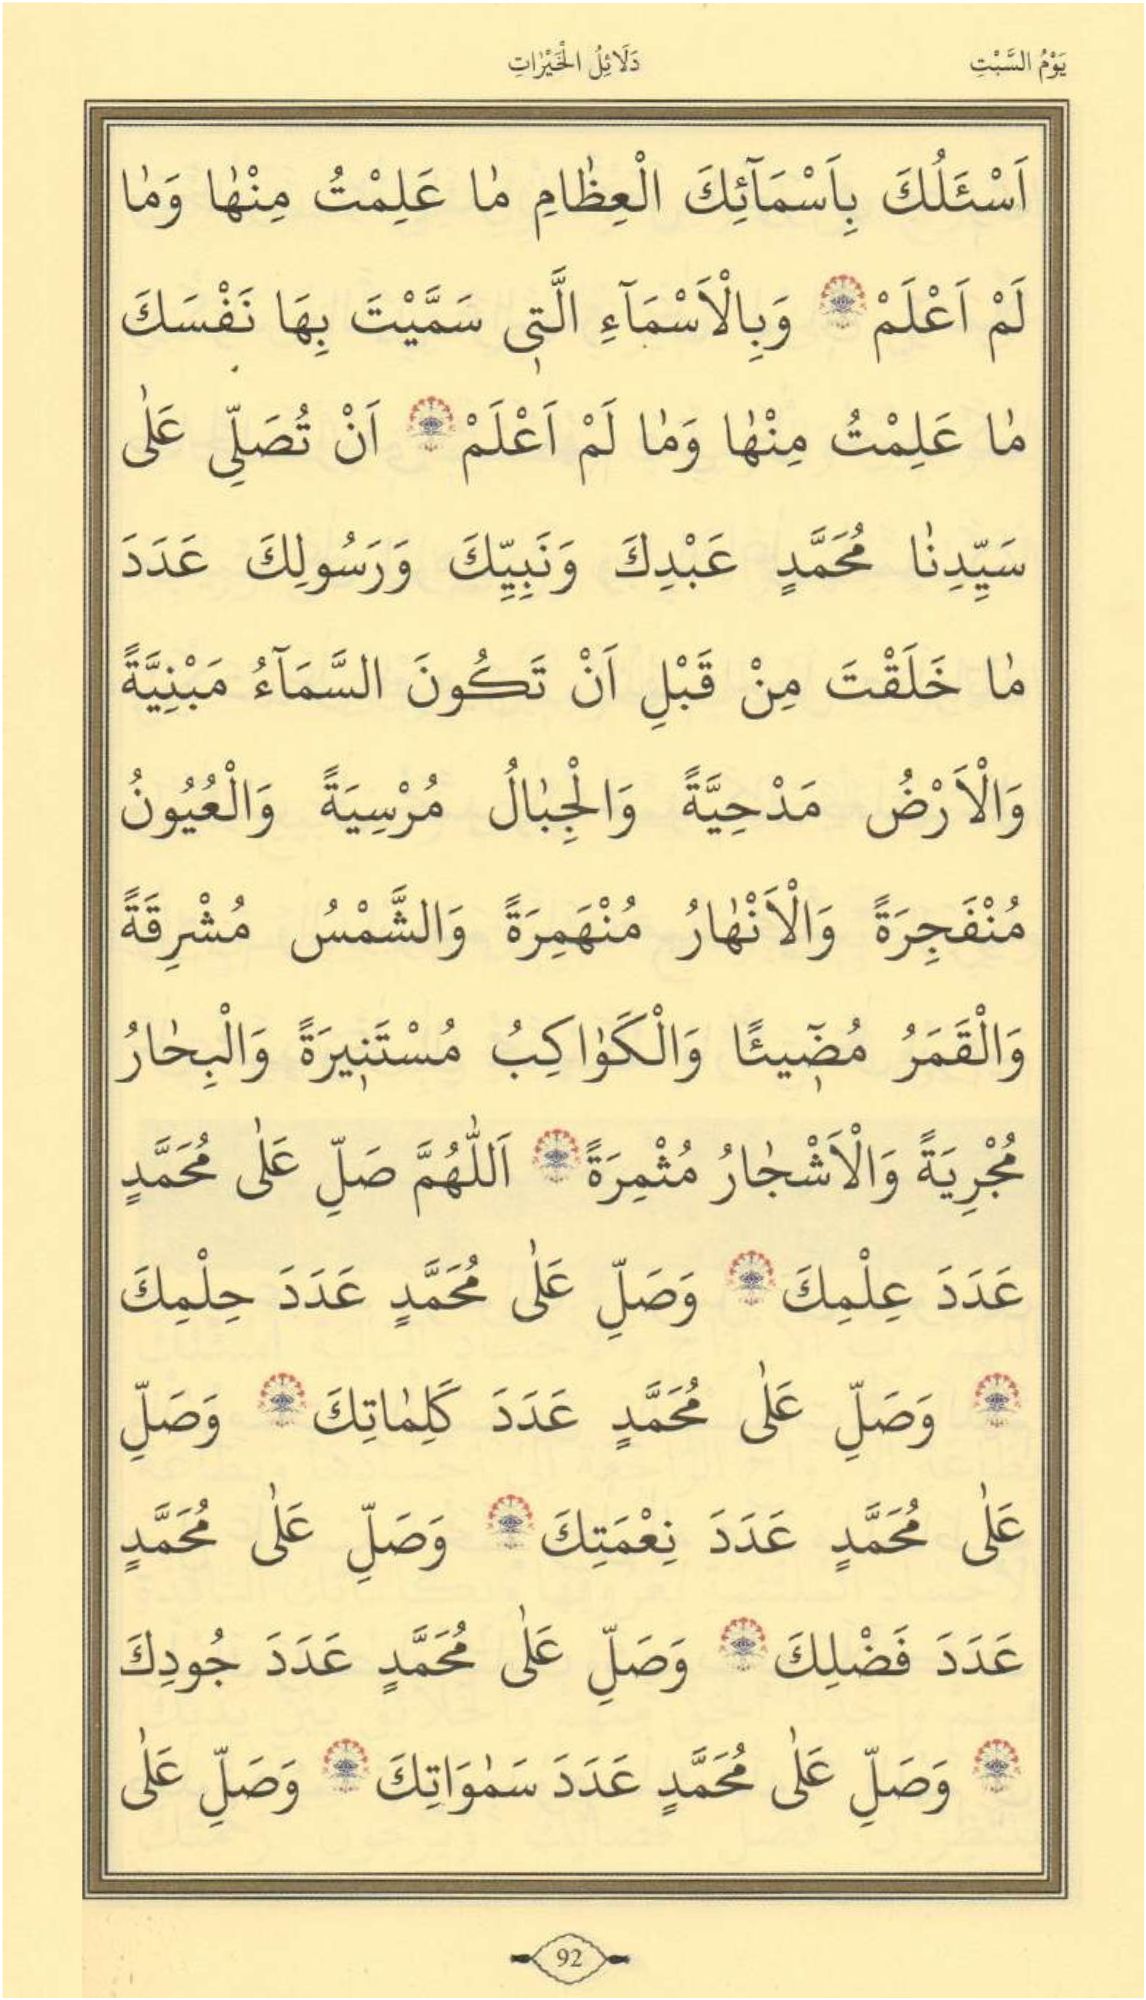 يَوْمُ السَّبْتِ
دَلَائِلُ الْخَيْرَاتِ
اَسْئَلُكَ بِاَسْمَآئِكَ الْعِظٰامِ مٰا عَلِمْتُ مِنْهٰا وَمٰا
لَمْ اَعْلَمْ ۞ وَبِالْاَسْمَآءِ الَّتٖى سَمَّيْتَ بِهَا نَفْسَكَ
مٰا عَلِمْتُ مِنْهٰا وَمٰا لَمْ اَعْلَمْ ۞ اَنْ تُصَلِّىَ عَلٰى
سَيِّدِنٰا مُحَمَّدٍ عَبْدِكَ وَنَبِيِّكَ وَرَسُولِكَ عَدَدَ
مٰا خَلَقْتَ مِنْ قَبْلِ اَنْ تَكُونَ السَّمَآءُ مَبْنِيَّةً
وَالْاَرْضُ مَدْحِيَّةً وَالْجِبٰالُ مُرْسِيَةً وَالْعُيُونُ
مُنْفَجِرَةً وَالْاَنْهٰارُ مُنْهَمِرَةً وَالشَّمْسُ مُشْرِقَةً
وَالْقَمَرُ مُضٖٓيئًا وَالْكَوٰاكِبُ مُسْتَنٖيرَةً وَالْبِحٰارُ
مُجْرِيَةً وَالْاَشْجٰارُ مُثْمِرَةً ۞ اَللّٰهُمَّ صَلِّ عَلٰى مُحَمَّدٍ
عَدَدَ عِلْمِكَ ۞ وَصَلِّ عَلٰى مُحَمَّدٍ عَدَدَ حِلْمِكَ
۞ وَصَلِّ عَلٰى مُحَمَّدٍ عَدَدَ كَلِمٰاتِكَ ۞ وَصَلِّ
عَلٰى مُحَمَّدٍ عَدَدَ نِعْمَتِكَ ۞ وَصَلِّ عَلٰى مُحَمَّدٍ
عَدَدَ فَضْلِكَ ۞ وَصَلِّ عَلٰى مُحَمَّدٍ عَدَدَ جُودِكَ
۞ وَصَلِّ عَلٰى مُحَمَّدٍ عَدَدَ سَمٰوَاتِكَ ۞ وَصَلِّ عَلٰى
92